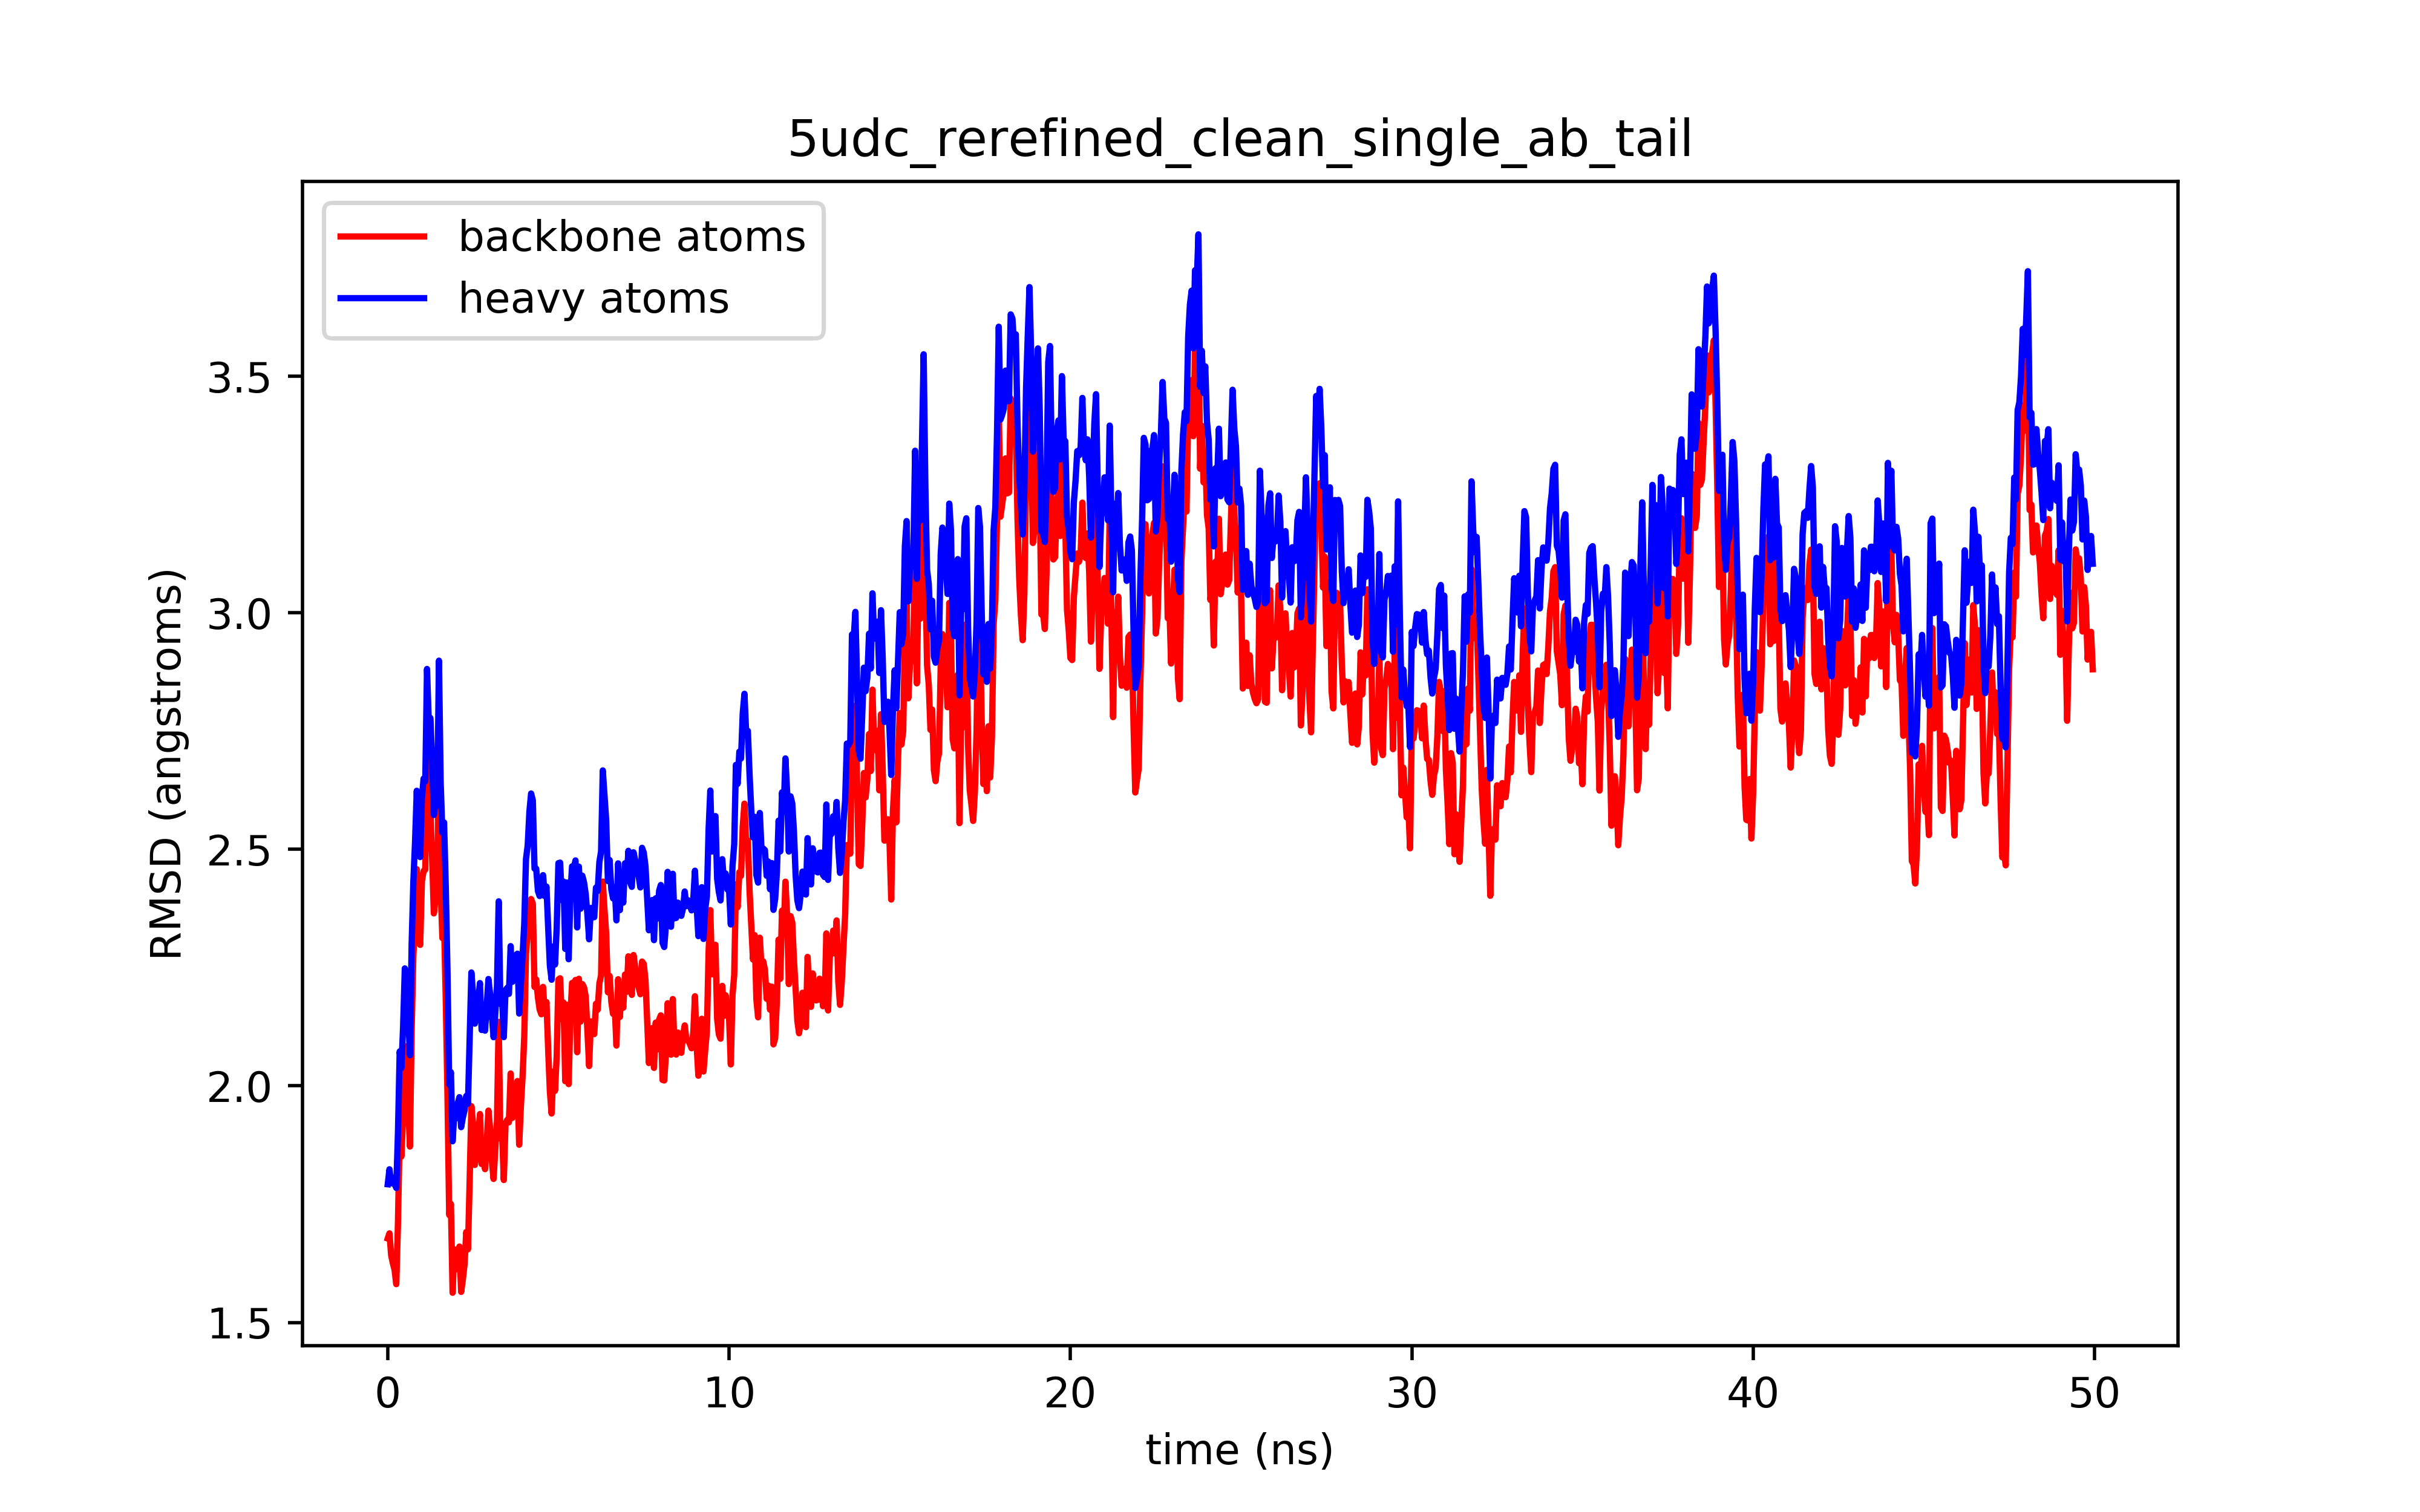 5udc_rerefined_clean_single_ab_tail
backbone atoms
heavy atoms
RMSD (angstroms)
3.5
3.0
2.5
2.0
1.5
0 10 20 30 40 50
time (ns)